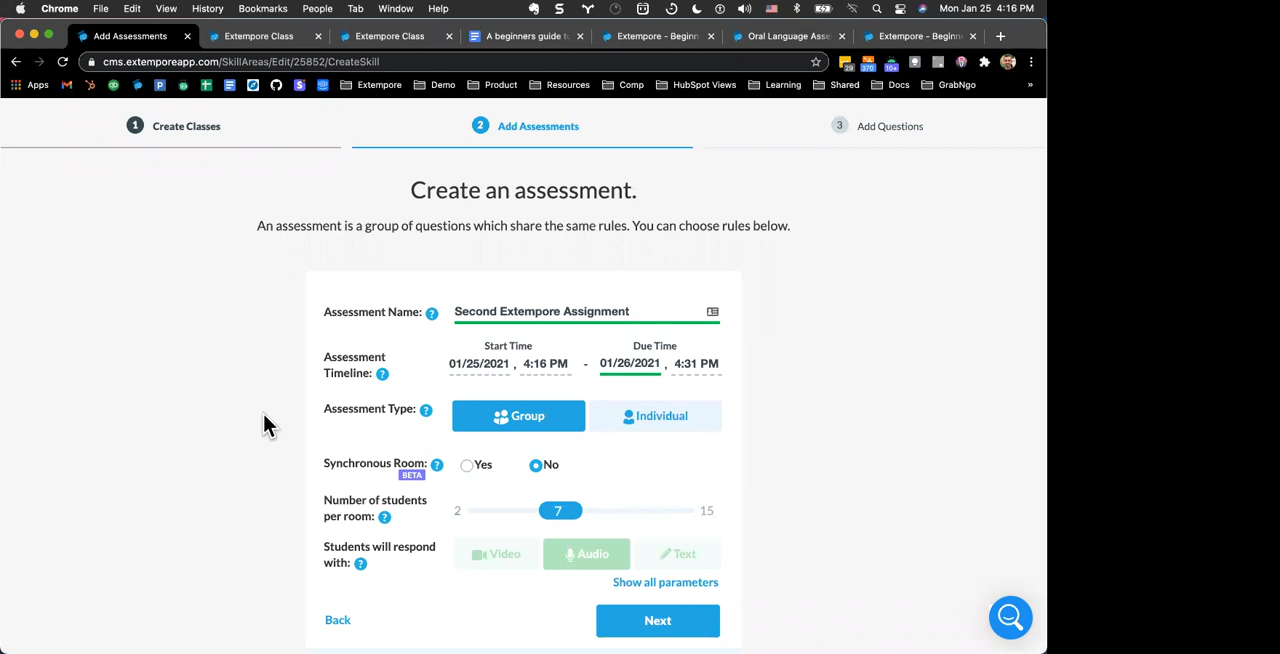 Chrome File Edit View History Bookmarks People Tab Window Help Mon Jan 25 4:16 PM
Add Assessments Extempore Class Extempore Class A beginners guide to Extempore - Beginn Oral Language Asse Extempore - Beginn
cms.extemporeapp.com/SkillAreas/Edit/25852/CreateSkill 29 370 10+
Apps Extempore Demo Product Resources Comp HubSpot Views Learning Shared Docs GrabNgo »
1 Create Classes 2 Add Assessments 3 Add Questions
Create an assessment.
An assessment is a group of questions which share the same rules. You can choose rules below.
Assessment Name: ? Second Extempore Assignment
Start Time Due Time
Assessment
Timeline: ? 01/25/2021 , 4:16 PM - 01/26/2021 , 4:31 PM
Assessment Type: ? Group Individual
Synchronous Room: ? Yes No
BETA
Number of students
per room: ? 2 7 15
Students will respond
with: ? Video Audio Text
Show all parameters
Back Next